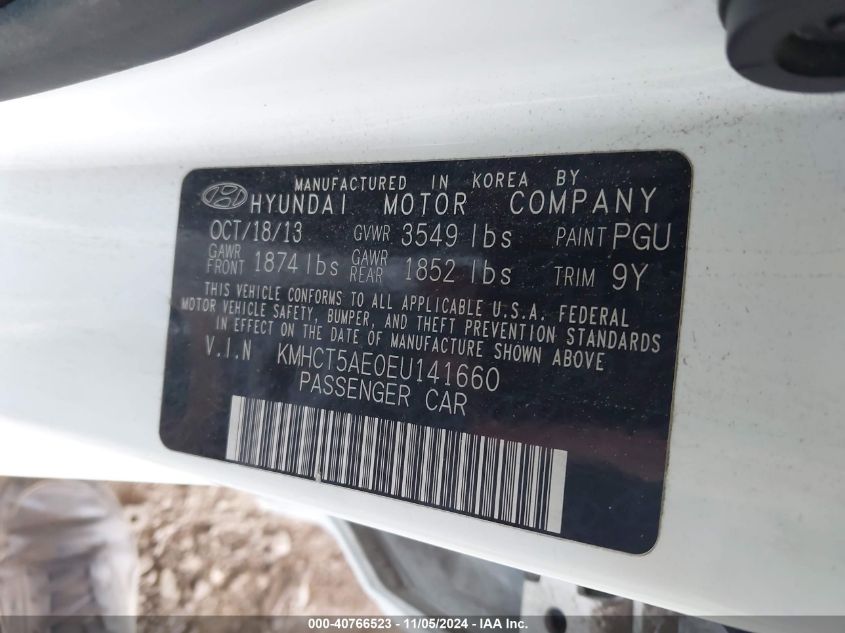 MANUFACTURED IN KOREA BY
HYUNDAI MOTOR COMPANY
OCT/18/13 GVWR 3549 lbs PAINT PGU
GAWR FRONT 1874 lbs GAWR REAR 1852 lbs TRIM 9Y
THIS VEHICLE CONFORMS TO ALL APPLICABLE U.S.A. FEDERAL
MOTOR VEHICLE SAFETY, BUMPER, AND THEFT PREVENTION STANDARDS
IN EFFECT ON THE DATE OF MANUFACTURE SHOWN ABOVE
V.I.N KMHCT5AE0EU141660
PASSENGER CAR
000-40766523 - 11/05/2024 - IAA Inc.